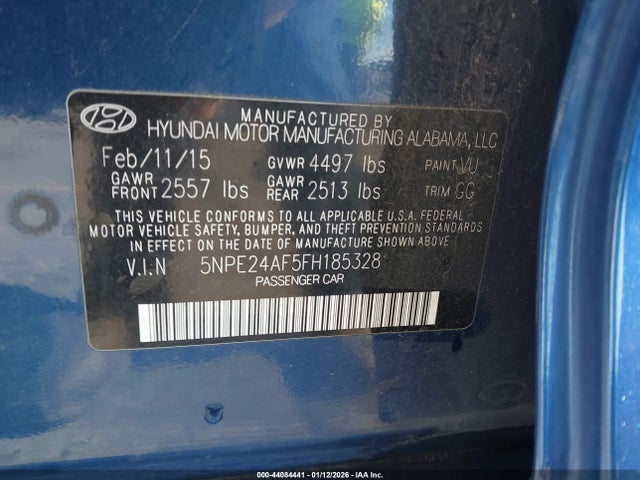 MANUFACTURED BY
HYUNDAI MOTOR MANUFACTURING ALABAMA, LLC
Feb/11/15 GVWR 4497 lbs PAINT VU
GAWR FRONT 2557 lbs GAWR REAR 2513 lbs TRIM GG
THIS VEHICLE CONFORMS TO ALL APPLICABLE U.S.A. FEDERAL
MOTOR VEHICLE SAFETY, BUMPER, AND THEFT PREVENTION STANDARDS
IN EFFECT ON THE DATE OF MANUFACTURE SHOWN ABOVE.
V.I.N 5NPE24AF5FH185328
PASSENGER CAR
000-44084441 - 01/12/2026 - IAA Inc.